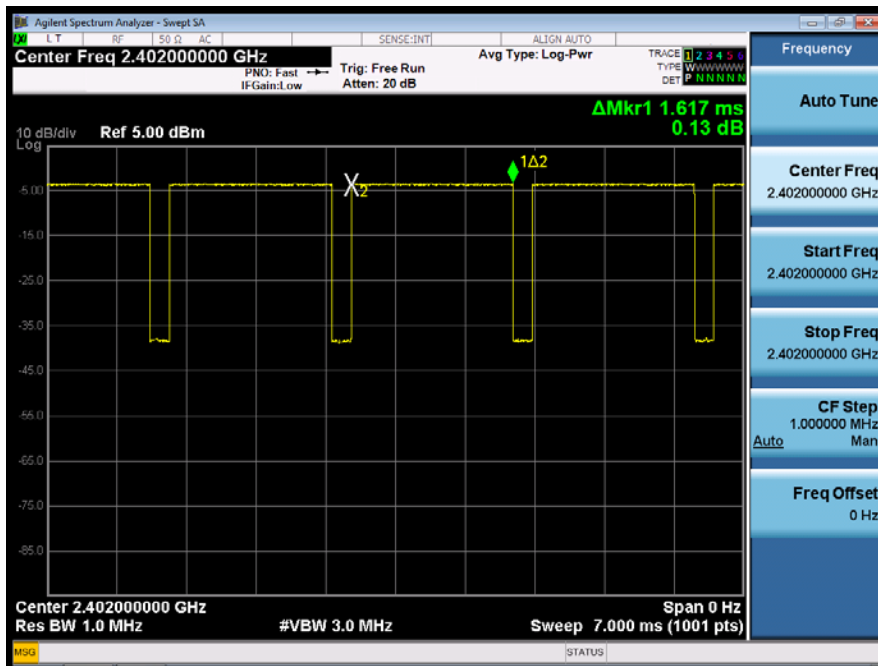 Agilent Spectrum Analyzer - Swept SA
LXI L T RF 50 Ω AC SENSE:INT ALIGN AUTO
Center Freq 2.402000000 GHz
PNO: Fast
IFGain:Low
Trig: Free Run
Atten: 20 dB
Avg Type: Log-Pwr
TRACE 1 2 3 4 5 6
TYPE WWWWWW
DET P N N N N N
ΔMkr1 1.617 ms
0.13 dB
10 dB/div Ref 5.00 dBm
Log
1Δ2
X2
-5.00
-15.0
-25.0
-35.0
-45.0
-55.0
-65.0
-75.0
-85.0
Center 2.402000000 GHz Span 0 Hz
Res BW 1.0 MHz #VBW 3.0 MHz Sweep 7.000 ms (1001 pts)
MSG STATUS
Frequency
Auto Tune
Center Freq
2.402000000 GHz
Start Freq
2.402000000 GHz
Stop Freq
2.402000000 GHz
CF Step
1.000000 MHz
Auto Man
Freq Offset
0 Hz